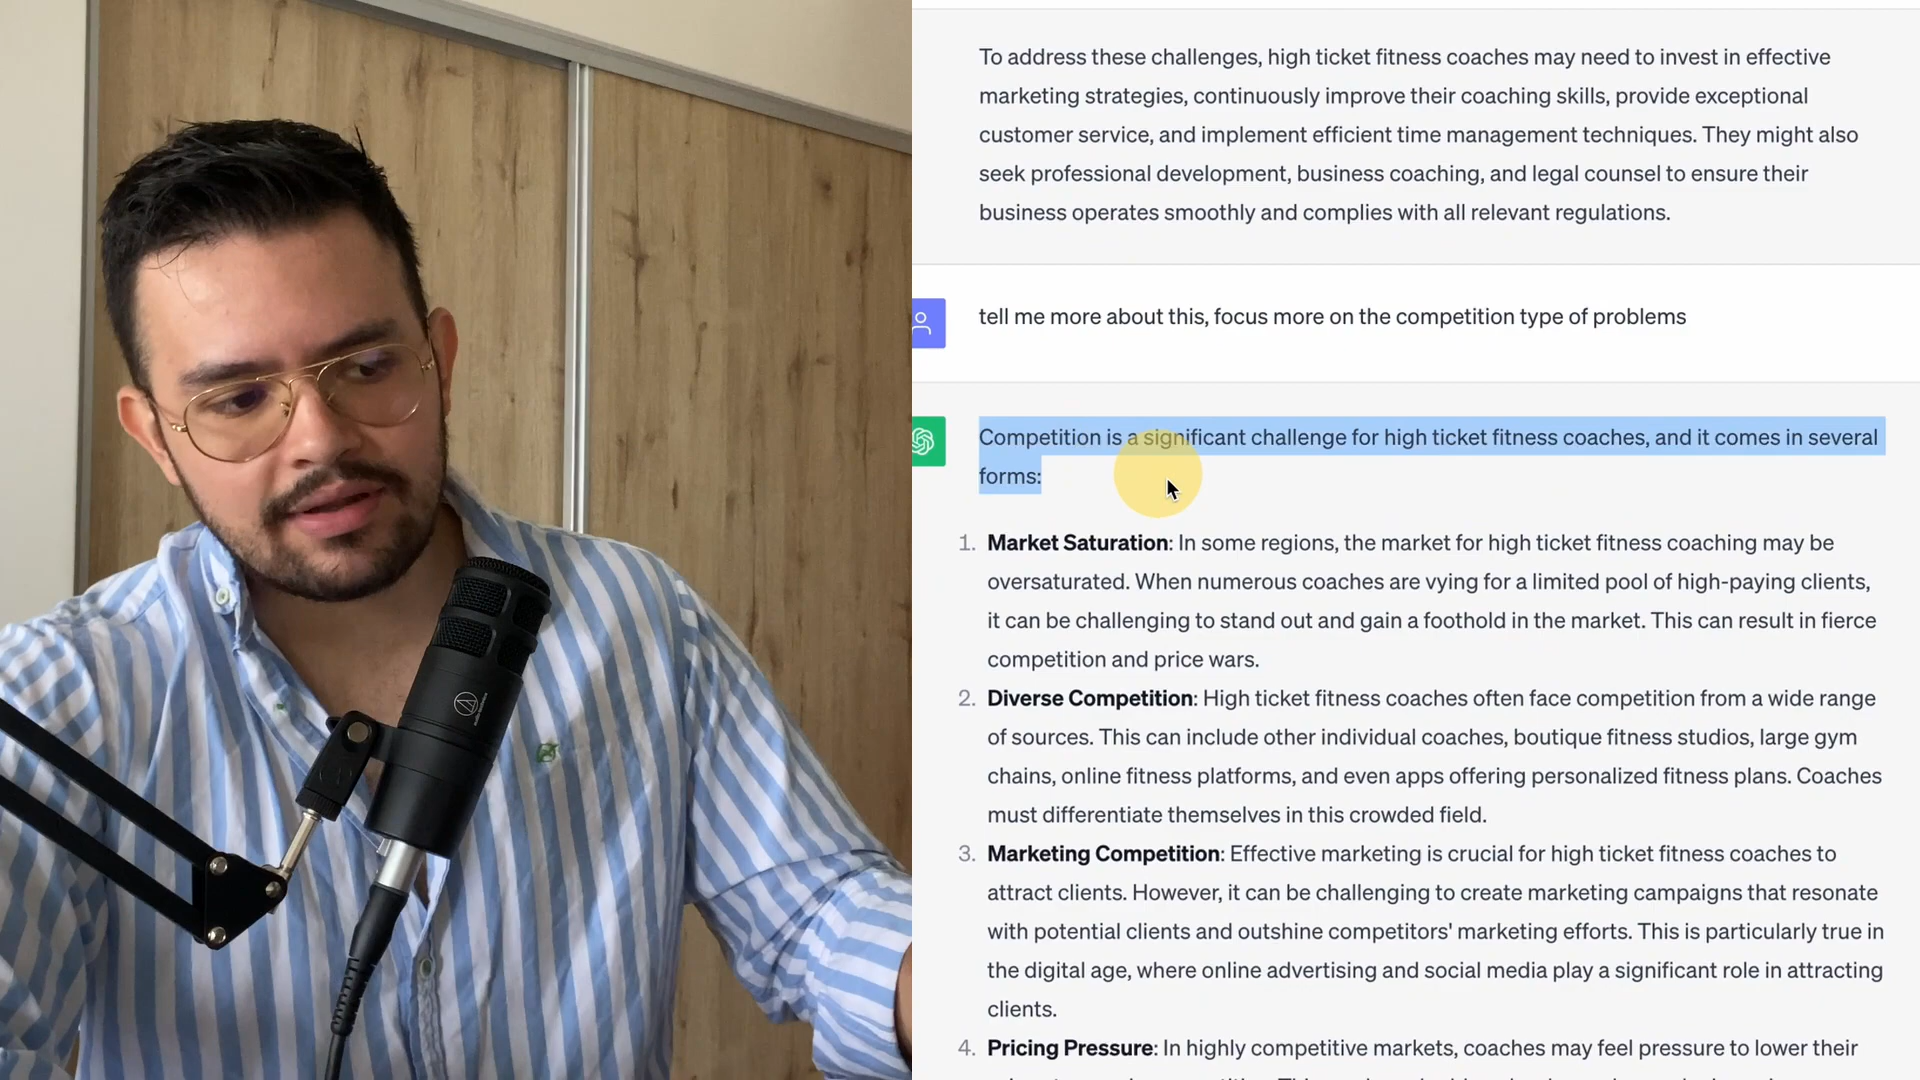 To address these challenges, high ticket fitness coaches may need to invest in effective
marketing strategies, continuously improve their coaching skills, provide exceptional
customer service, and implement efficient time management techniques. They might also
seek professional development, business coaching, and legal counsel to ensure their
business operates smoothly and complies with all relevant regulations.
tell me more about this, focus more on the competition type of problems
Competition is a significant challenge for high ticket fitness coaches, and it comes in several
forms:
1. Market Saturation: In some regions, the market for high ticket fitness coaching may be
oversaturated. When numerous coaches are vying for a limited pool of high-paying clients,
it can be challenging to stand out and gain a foothold in the market. This can result in fierce
competition and price wars.
2. Diverse Competition: High ticket fitness coaches often face competition from a wide range
of sources. This can include other individual coaches, boutique fitness studios, large gym
chains, online fitness platforms, and even apps offering personalized fitness plans. Coaches
must differentiate themselves in this crowded field.
3. Marketing Competition: Effective marketing is crucial for high ticket fitness coaches to
attract clients. However, it can be challenging to create marketing campaigns that resonate
with potential clients and outshine competitors' marketing efforts. This is particularly true in
the digital age, where online advertising and social media play a significant role in attracting
clients.
4. Pricing Pressure: In highly competitive markets, coaches may feel pressure to lower their